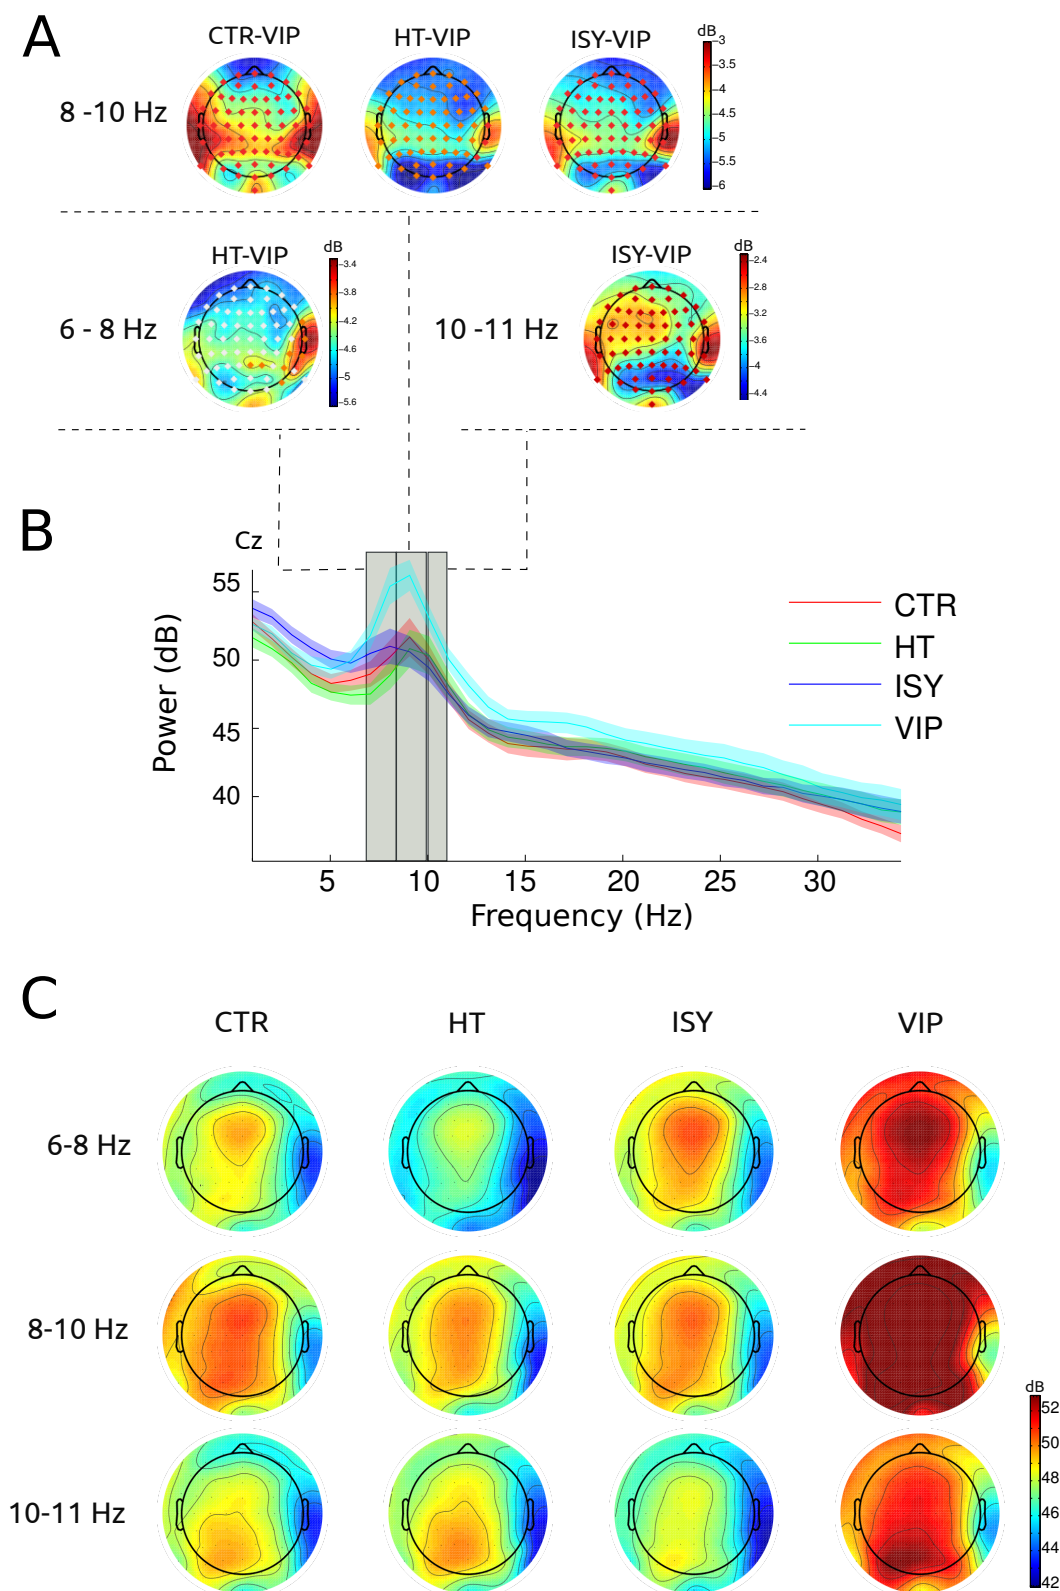 A
CTR-VIP HT-VIP ISY-VIP
8 -10 Hz
dB
-3
-3.5
-4
-4.5
-5
-5.5
-6
HT-VIP
6 - 8 Hz
dB
-3.4
-3.8
-4.2
-4.6
-5
-5.6
ISY-VIP
10 -11 Hz
dB
-2.4
-2.8
-3.2
-3.6
-4
-4.4
B
Cz
Power (dB)
55
50
45
40
5 10 15 20 25 30
Frequency (Hz)
CTR
HT
ISY
VIP
C
CTR HT ISY VIP
6-8 Hz
8-10 Hz
10-11 Hz
dB
52
50
48
46
44
42